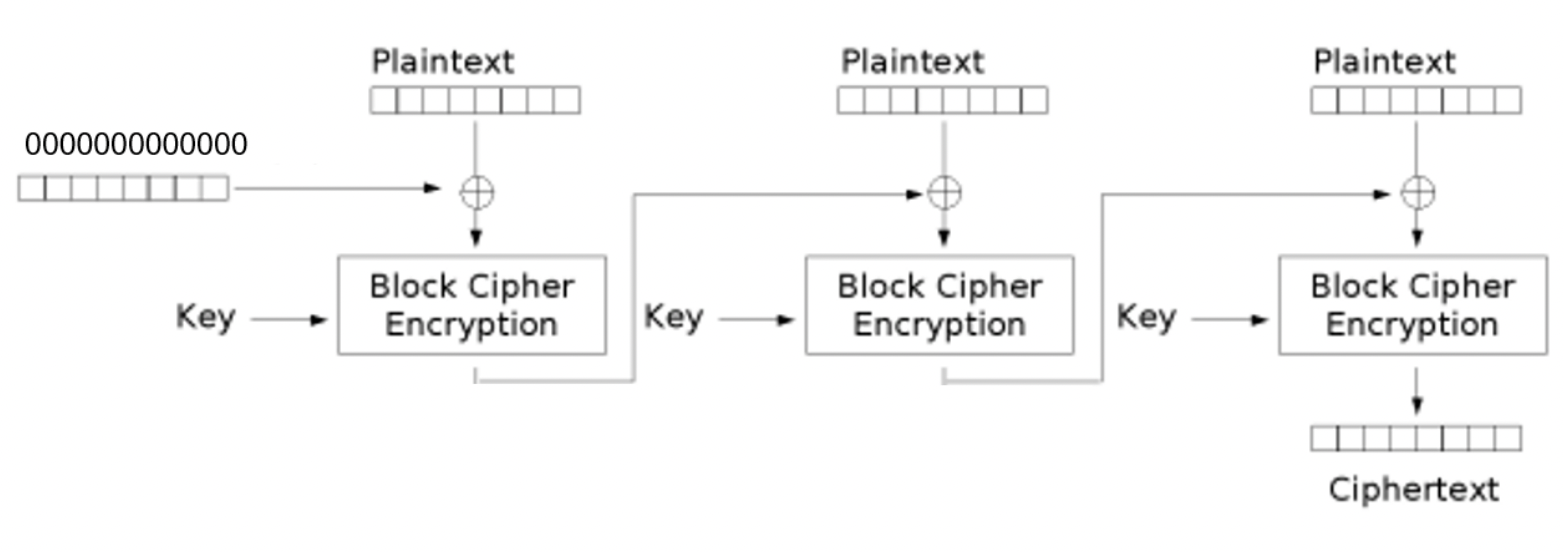 Plaintext
Plaintext
Plaintext
0000000000000
Key
Block Cipher
Encryption
Key
Block Cipher
Encryption
Key
Block Cipher
Encryption
Ciphertext